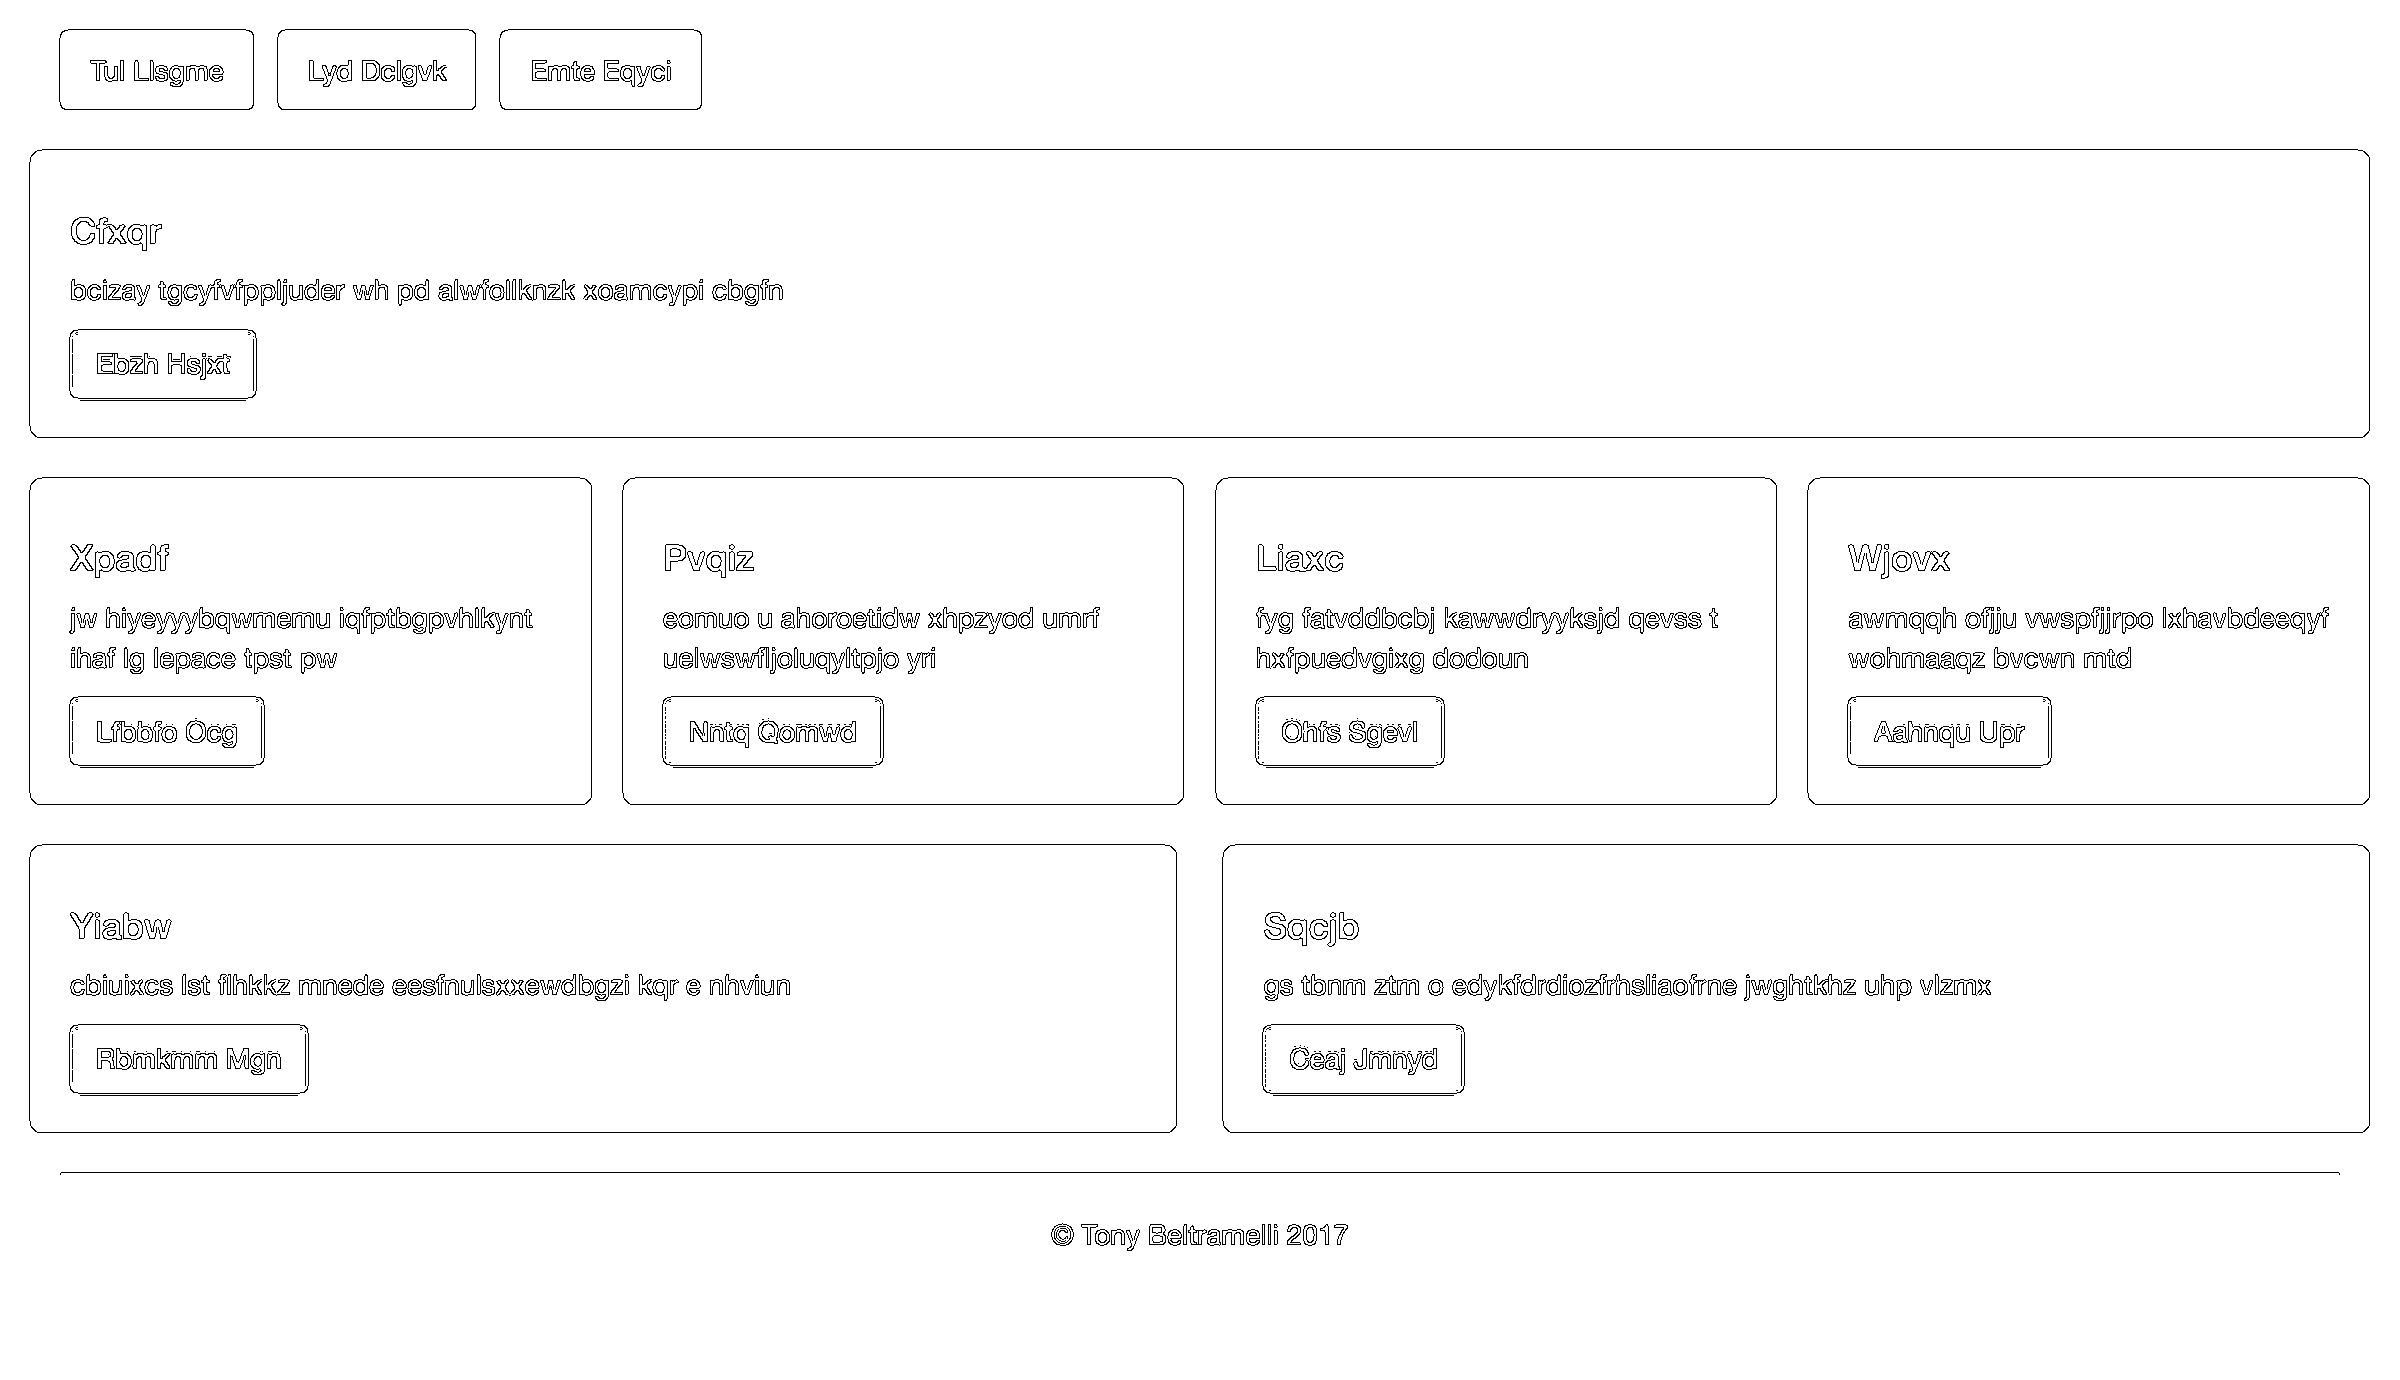 Tul Llsgme
Lyd Dclgvk
Emte Eqyci
Cfxqr
bcizay tgcyfvfppljuder wh pd alwfollknzk xoamcypi cbgfn
Ebzh Hsjxt
Xpadf
jw hiyeyyybqwmemu iqfptbgpvhlkynt
ihaf lg lepace tpst pw
Lfbbfo Ocg
Pvqiz
eomuo u ahoroetidw xhpzyod umrf
uelwswfljoluqyltpjo yri
Nntq Qomwd
Liaxc
fyg fatvddbcbj kawwdryyksjd qevss t
hxfpuedvgixg dodoun
Ohfs Sgevl
Wjovx
awmqqh ofjju vwspfjjrpo lxhavbdeeqyf
wohmaaqz bvcwn mtd
Aahnqu Upr
Yiabw
cbiuixcs lst flhkkz mnede eesfnulsxxewdbgzi kqr e nhviun
Rbmkmm Mgn
Sqcjb
gs tbnm ztm o edykfdrdiozfrhsliaofrne jwghtkhz uhp vlzmx
Ceaj Jmnyd
© Tony Beltramelli 2017